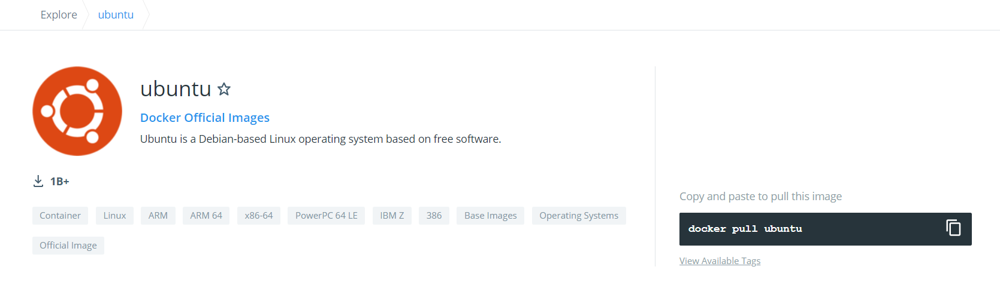 Explore ubuntu
ubuntu
Docker Official Images
Ubuntu is a Debian-based Linux operating system based on free software.
1B+
Container Linux ARM ARM 64 x86-64 PowerPC 64 LE IBM Z 386 Base Images Operating Systems
Official Image
Copy and paste to pull this image
docker pull ubuntu
View Available Tags